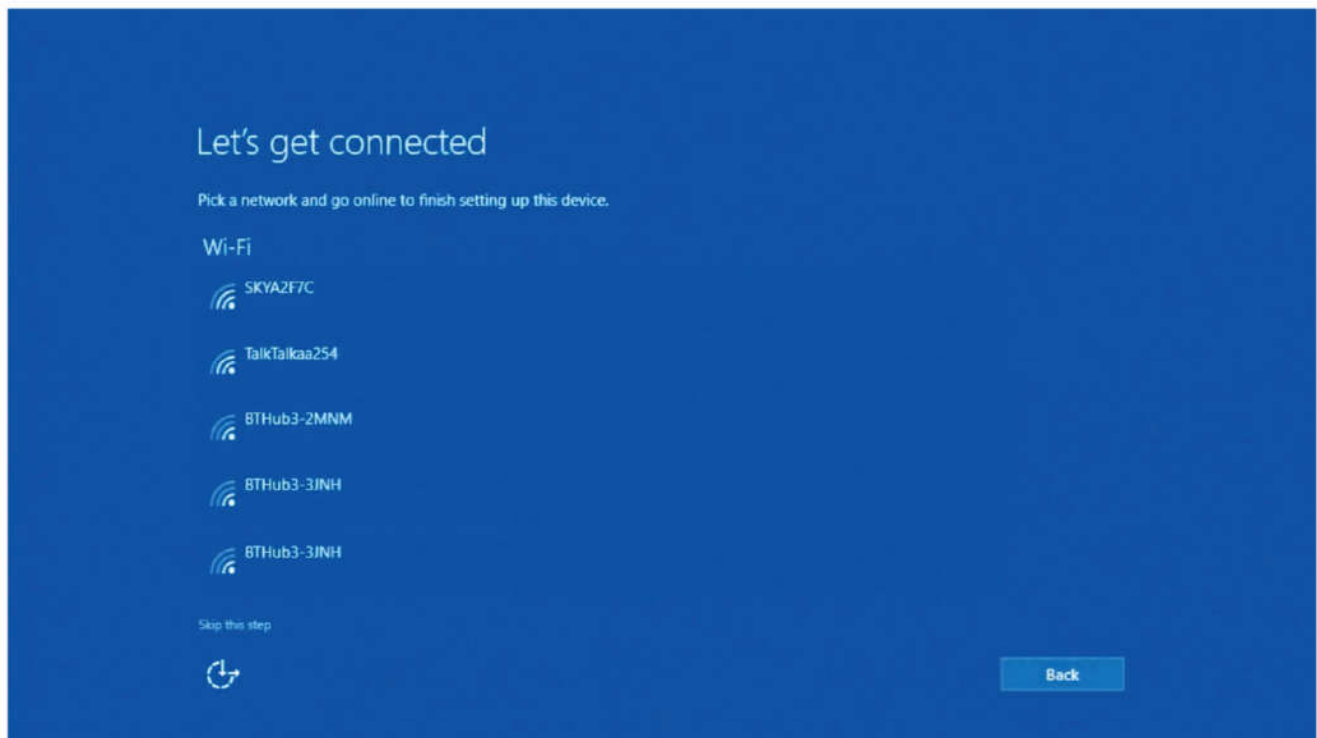 Let's get connected
Pick a network and go online to finish setting up this device.
Wi-Fi
SKYA2F7C
TalkTalkaa254
BTHub3-2MNM
BTHub3-3JNH
BTHub3-3JNH
Skip this step
Back